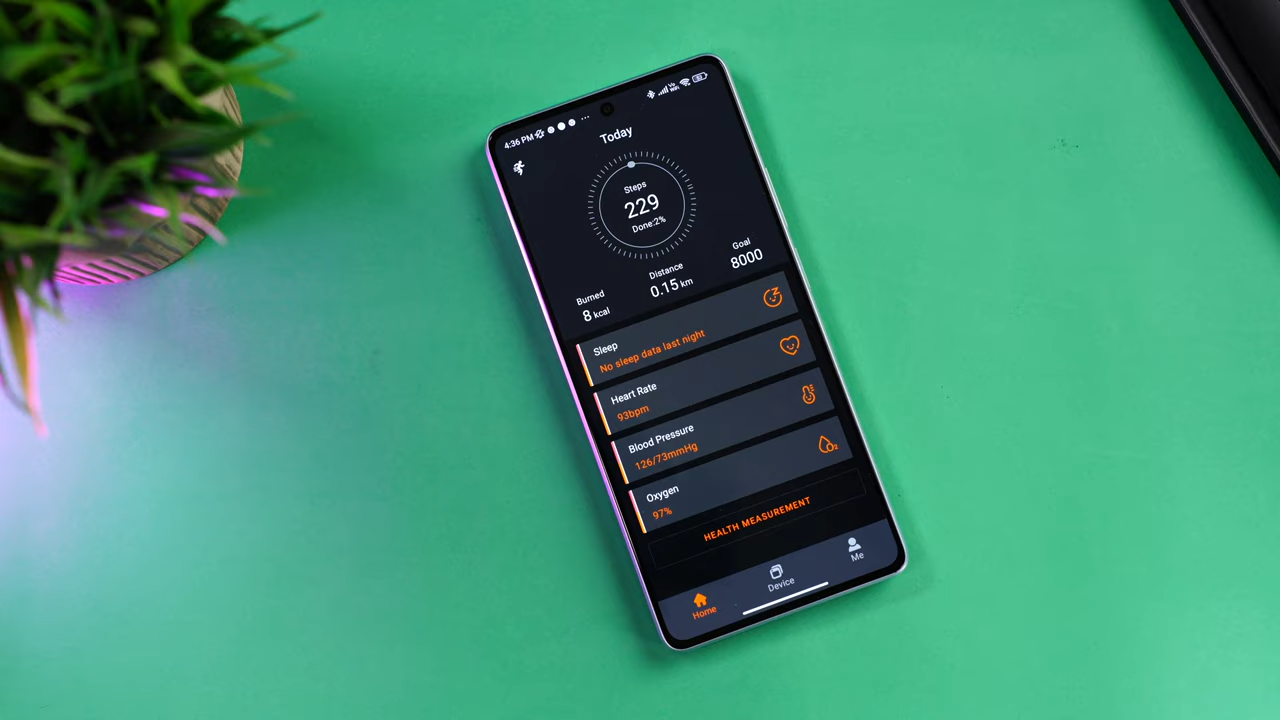 4:36 PM
Today
Steps
229
Done:2%
Burned
8 kcal
Distance
0.15 km
Goal
8000
Sleep
No sleep data last night
Heart Rate
93bpm
Blood Pressure
126/73mmHg
Oxygen
97%
HEALTH MEASUREMENT
Home
Device
Me